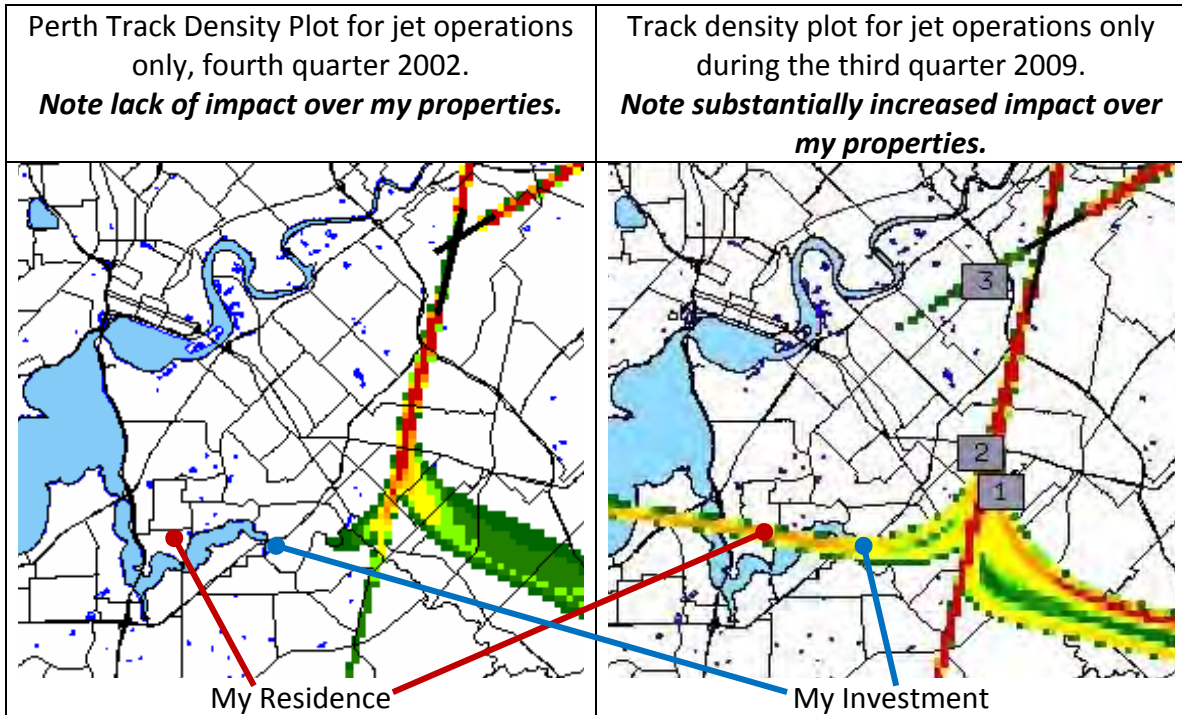 Perth Track Density Plot for jet operations
only, fourth quarter 2002.
Note lack of impact over my properties.
Track density plot for jet operations only
during the third quarter 2009.
Note substantially increased impact over
my properties.
3
2
1
My Residence
My Investment